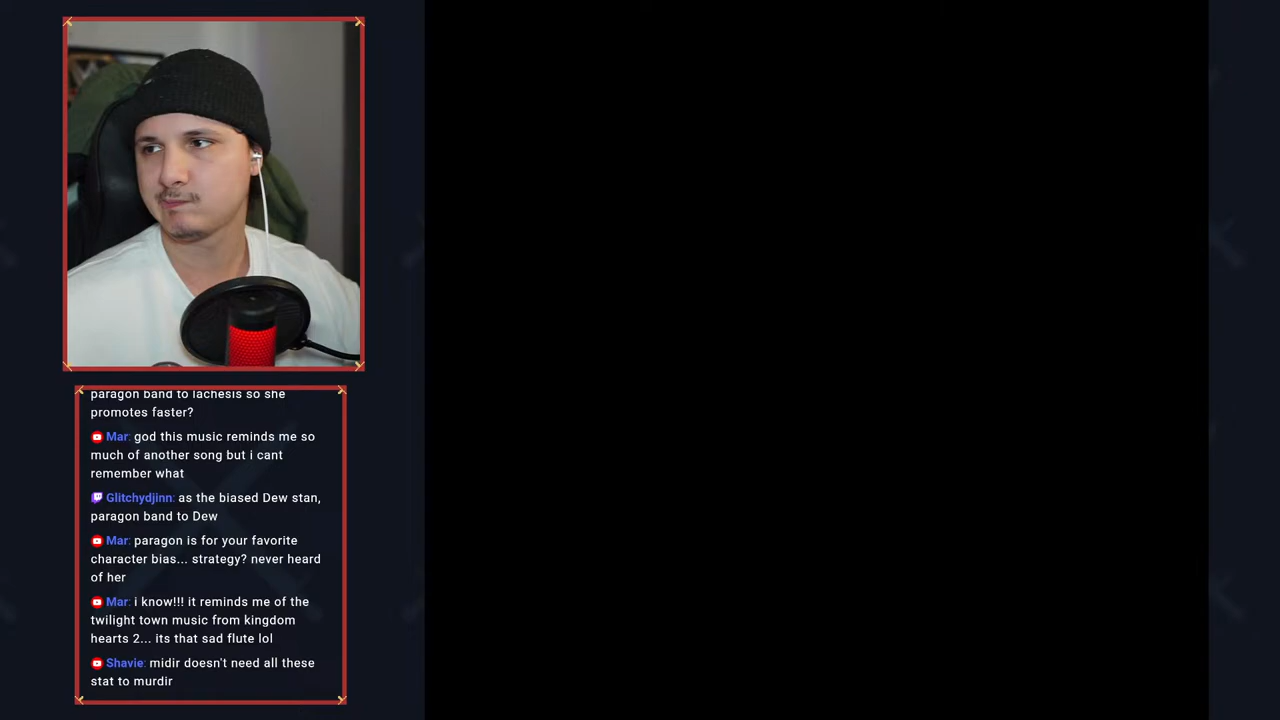 paragon band to lachesis so she
promotes faster?
Mar: god this music reminds me so
much of another song but i cant
remember what
Glitchydjinn: as the biased Dew stan,
paragon band to Dew
Mar: paragon is for your favorite
character bias... strategy? never heard
of her
Mar: i know!!! it reminds me of the
twilight town music from kingdom
hearts 2... its that sad flute lol
Shavie: midir doesn't need all these
stat to murdir